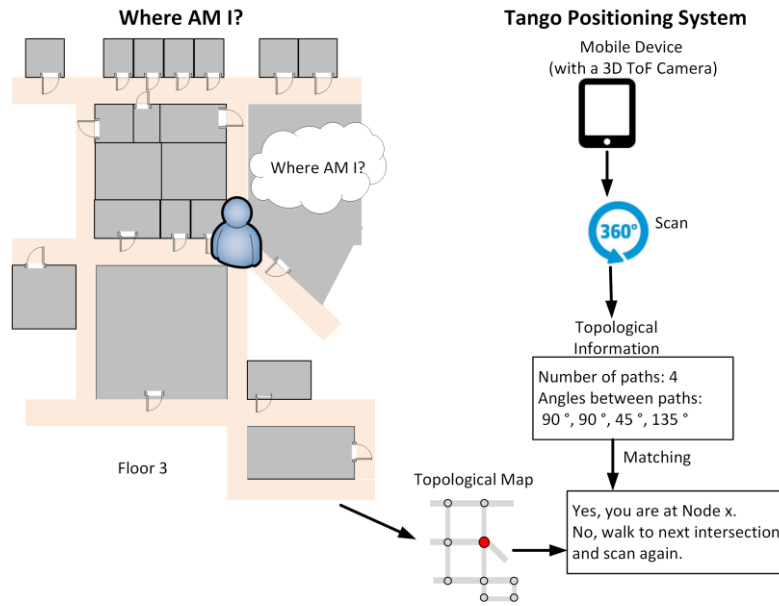 Where AM I?
Where AM I?
Floor 3
Tango Positioning System
Mobile Device
(with a 3D ToF Camera)
360°
Scan
Topological
Information
Number of paths: 4
Angles between paths:
90 °, 90 °, 45 °, 135 °
Matching
Topological Map
Yes, you are at Node x.
No, walk to next intersection
and scan again.